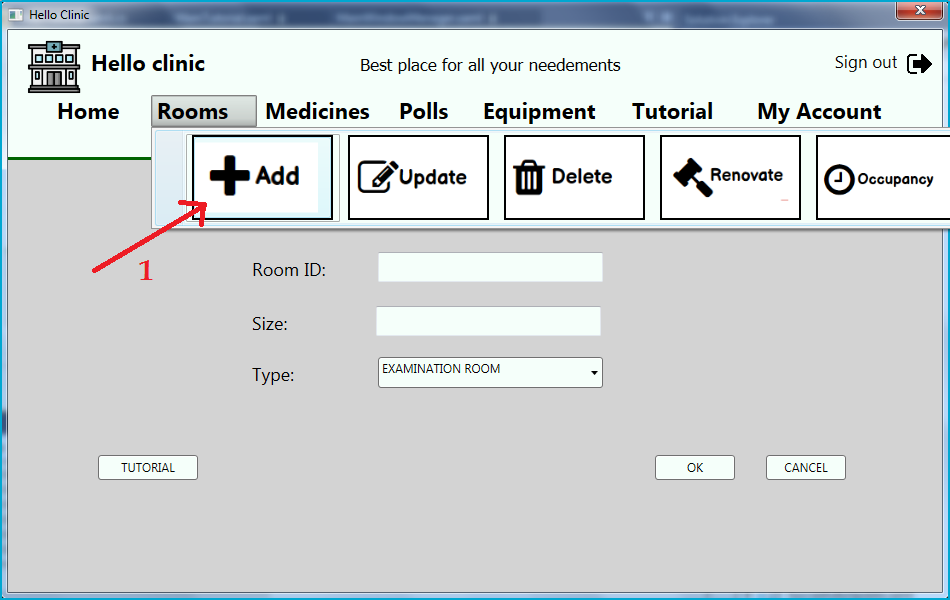 Hello Clinic
Hello clinic
Best place for all your needements
Sign out
Home Rooms Medicines Polls Equipment Tutorial My Account
Add Update Delete Renovate Occupancy
1
Room ID:
Size:
Type: EXAMINATION ROOM
TUTORIAL OK CANCEL